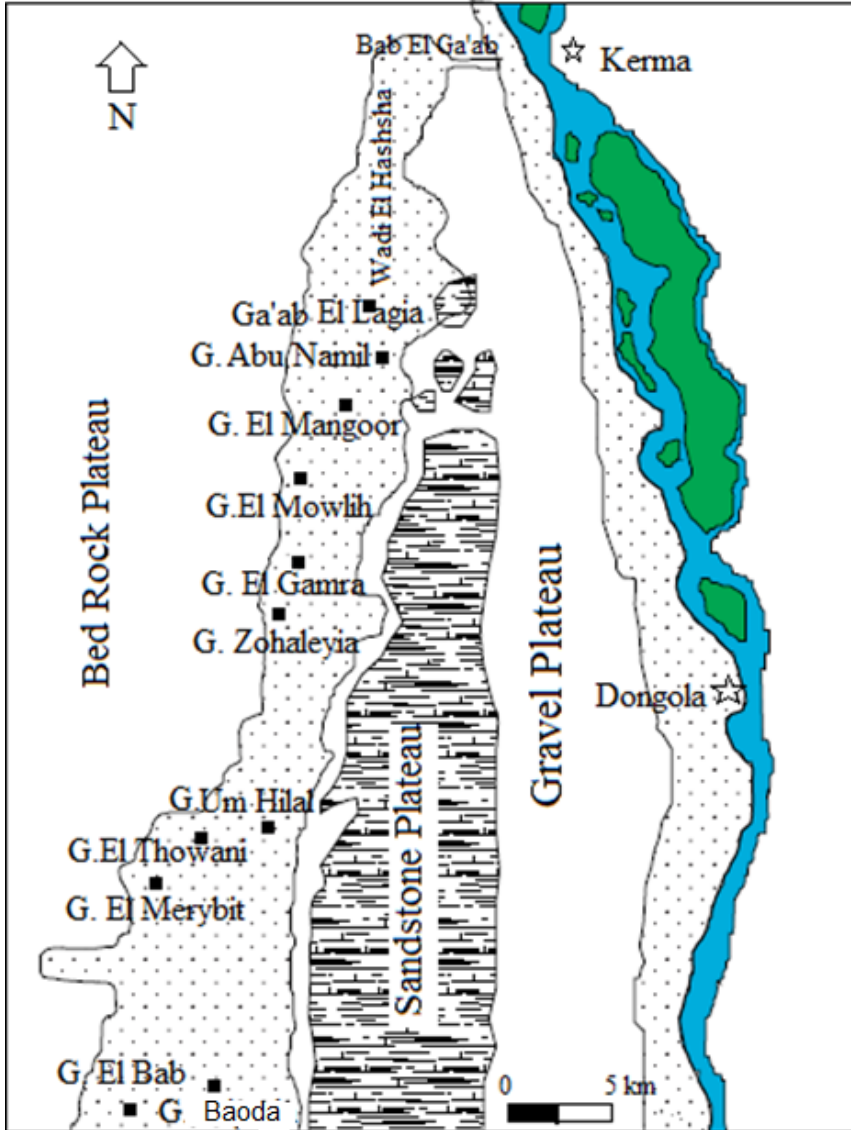 Bab El Ga'ab
Kerma
N
Wadi El Hashsha
Ga'ab El Lagia
G. Abu Namil
G. El Mangoor
G.El Mowlih
G. El Gamra
G. Zohaleyia
Bed Rock Plateau
Gravel Plateau
Dongola
Sandstone Plateau
G.Um Hilal
G.El Thowani
G. El Merybit
G. El Bab
G. Baoda
0 5 km